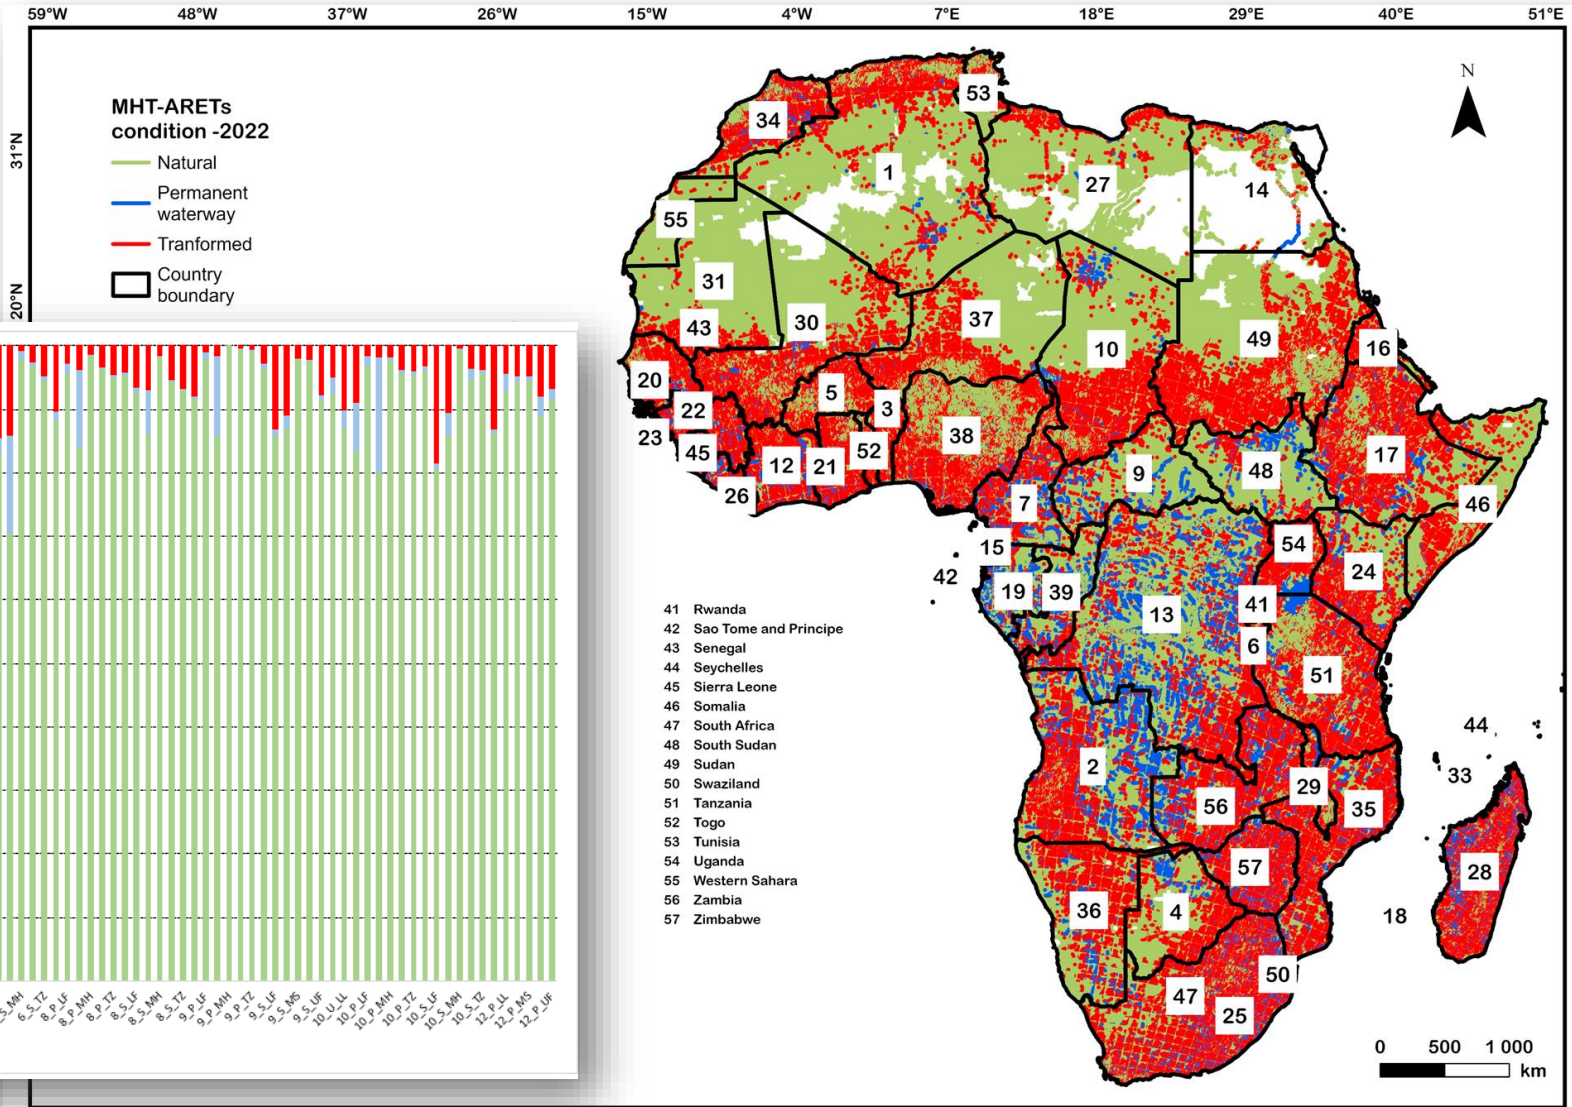 59°W 48°W 37°W 26°W 15°W 4°W 7°E 18°E 29°E 40°E 51°E
31°N
20°N
MHT-ARETs
condition -2022
Natural
Permanent
waterway
Tranformed
Country
boundary
N
53
34
1
27
14
55
31
43
30
37
10
49
16
20
22
5
3
38
23
45
12
21
52
26
9
48
17
46
7
15
42
19
39
13
54
24
41
6
51
44
33
2
56
29
35
57
28
36
4
18
50
47
25
41 Rwanda
42 Sao Tome and Principe
43 Senegal
44 Seychelles
45 Sierra Leone
46 Somalia
47 South Africa
48 South Sudan
49 Sudan
50 Swaziland
51 Tanzania
52 Togo
53 Tunisia
54 Uganda
55 Western Sahara
56 Zambia
57 Zimbabwe
0 500 1 000
km
_S_MH
6_S_TZ
8_P_LF
8_P_MH
8_P_TZ
8_S_LF
8_S_MH
8_S_TZ
9_P_LF
9_P_MH
9_P_TZ
9_S_LF
9_S_MS
9_S_UF
10_U_LL
10_P_LF
10_P_MH
10_P_TZ
10_S_LF
10_S_MH
10_S_TZ
12_P_LL
12_P_MS
12_P_UF